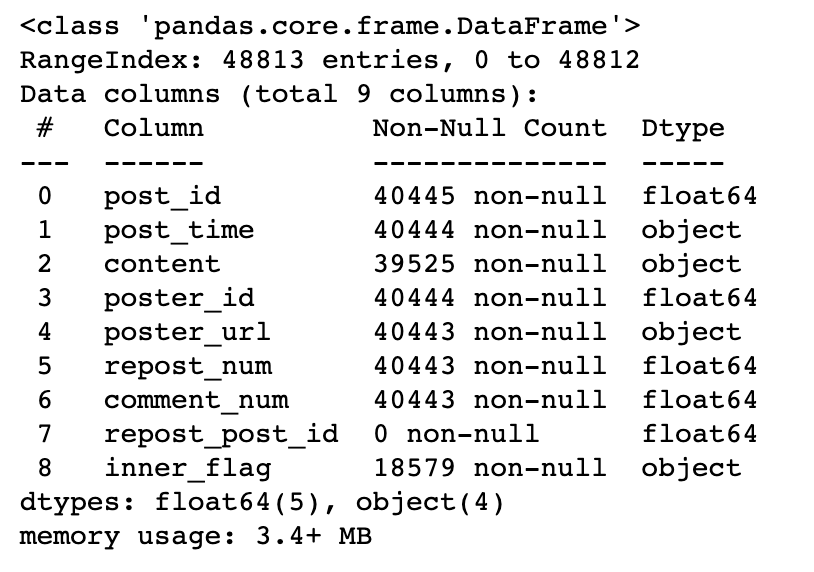 <class 'pandas.core.frame.DataFrame'>
RangeIndex: 48813 entries, 0 to 48812
Data columns (total 9 columns):
 #   Column          Non-Null Count  Dtype
---  ------          --------------  -----
 0   post_id         40445 non-null  float64
 1   post_time       40444 non-null  object
 2   content         39525 non-null  object
 3   poster_id       40444 non-null  float64
 4   poster_url      40443 non-null  object
 5   repost_num      40443 non-null  float64
 6   comment_num     40443 non-null  float64
 7   repost_post_id  0 non-null      float64
 8   inner_flag      18579 non-null  object
dtypes: float64(5), object(4)
memory usage: 3.4+ MB